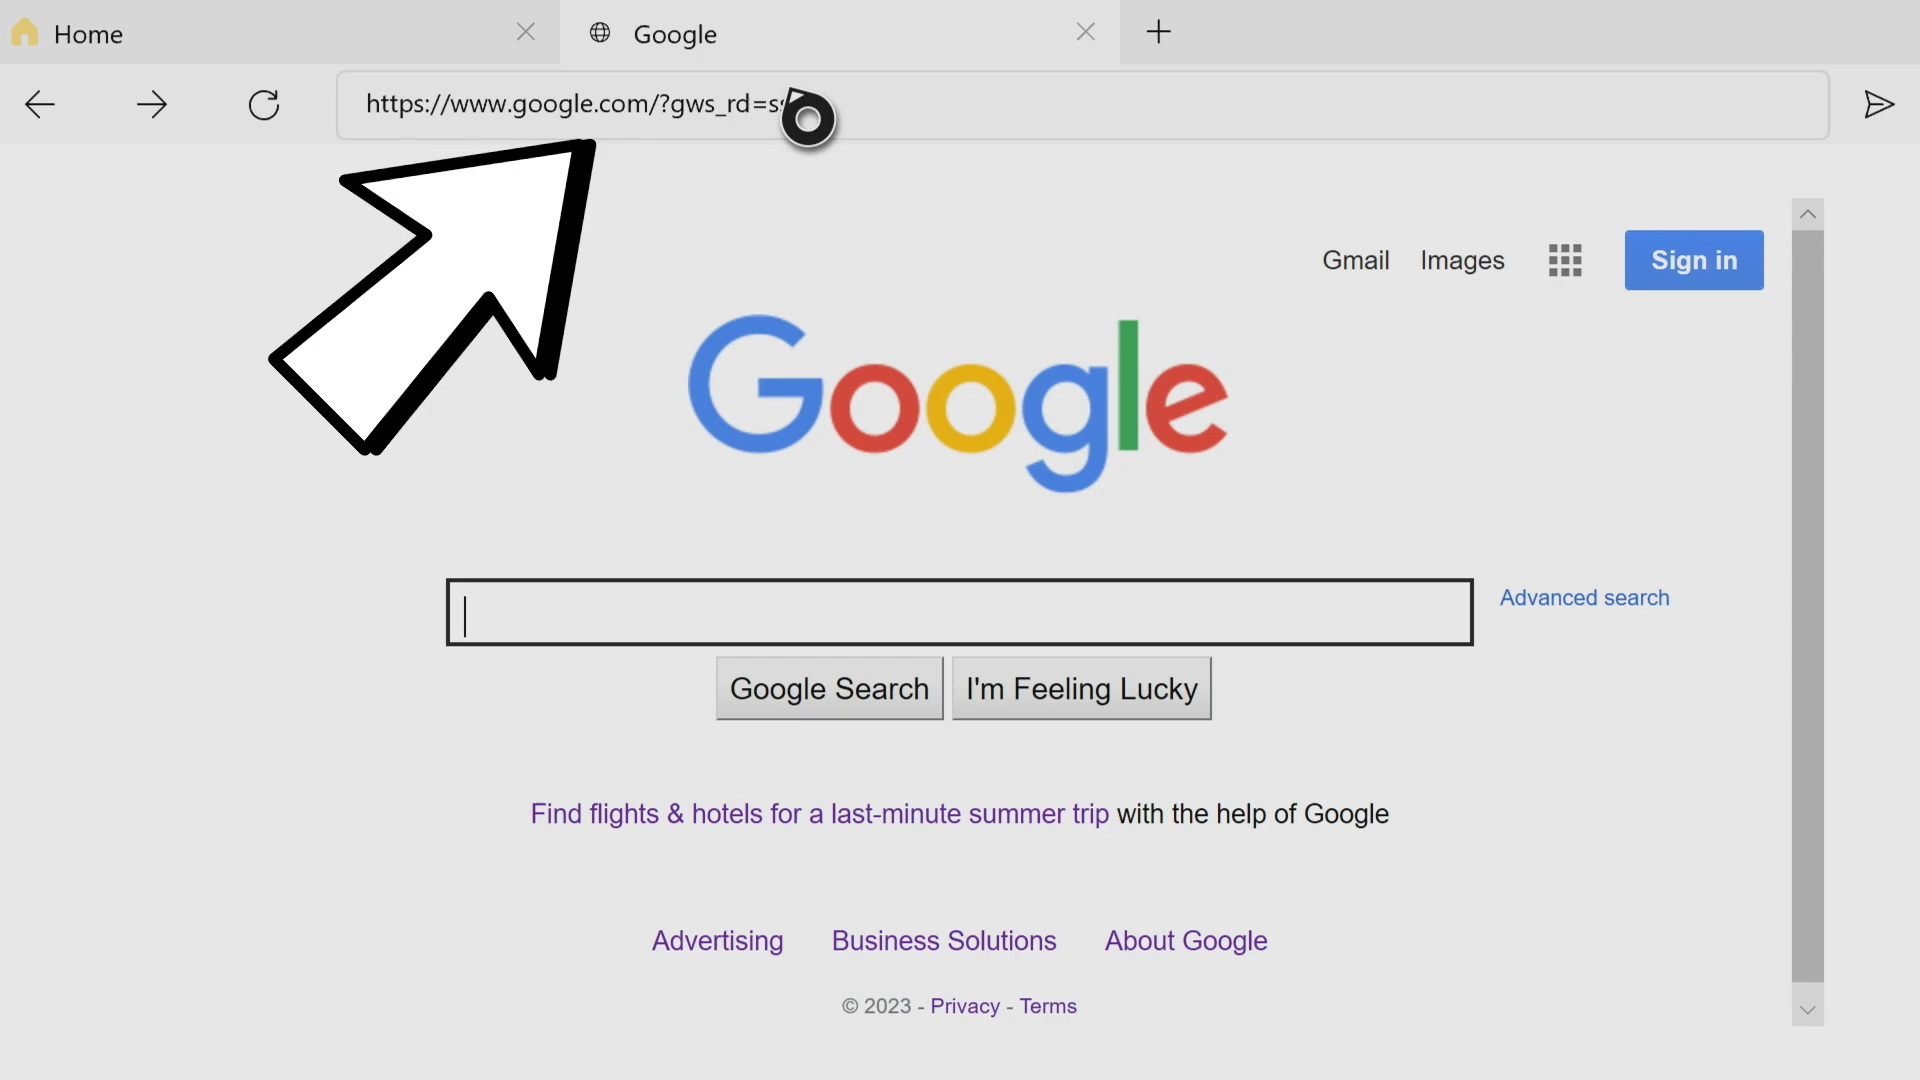 Home
Google
https://www.google.com/?gws_rd=s
Gmail Images Sign in
Google
Advanced search
Google Search I'm Feeling Lucky
Find flights & hotels for a last-minute summer trip with the help of Google
Advertising Business Solutions About Google
© 2023 - Privacy - Terms